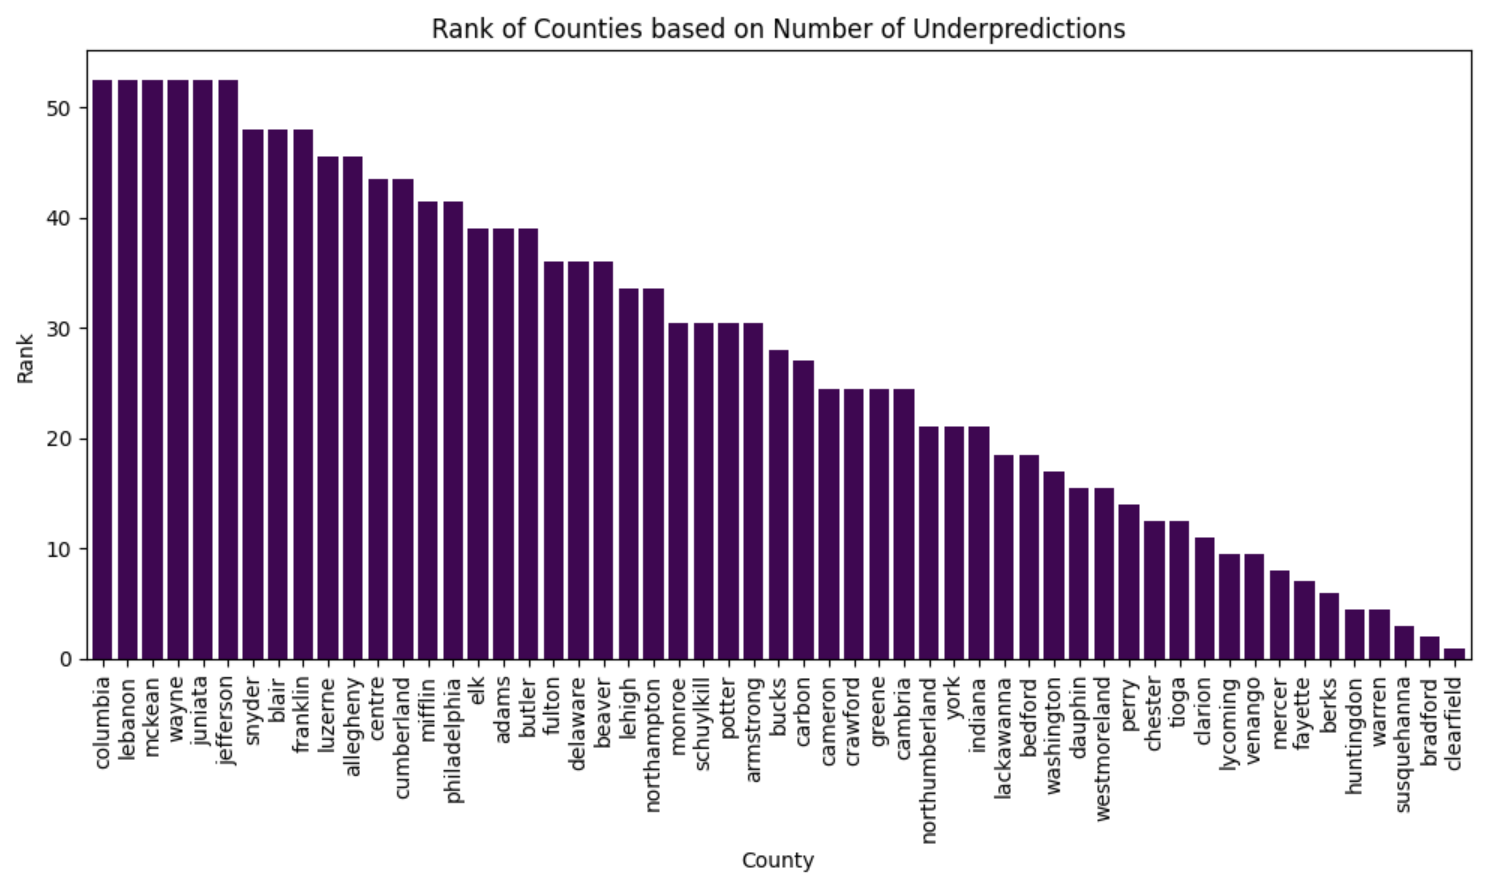 Rank of Counties based on Number of Underpredictions
50
40
30
20
10
0
Rank
columbia
lebanon
mckean
wayne
juniata
jefferson
snyder
blair
franklin
luzerne
allegheny
centre
cumberland
mifflin
philadelphia
elk
adams
butler
fulton
delaware
beaver
lehigh
northampton
monroe
schuylkill
potter
armstrong
bucks
carbon
cameron
crawford
greene
cambria
northumberland
york
indiana
lackawanna
bedford
washington
dauphin
westmoreland
perry
chester
tioga
clarion
lycoming
venango
mercer
fayette
berks
huntingdon
warren
susquehanna
bradford
clearfield
County